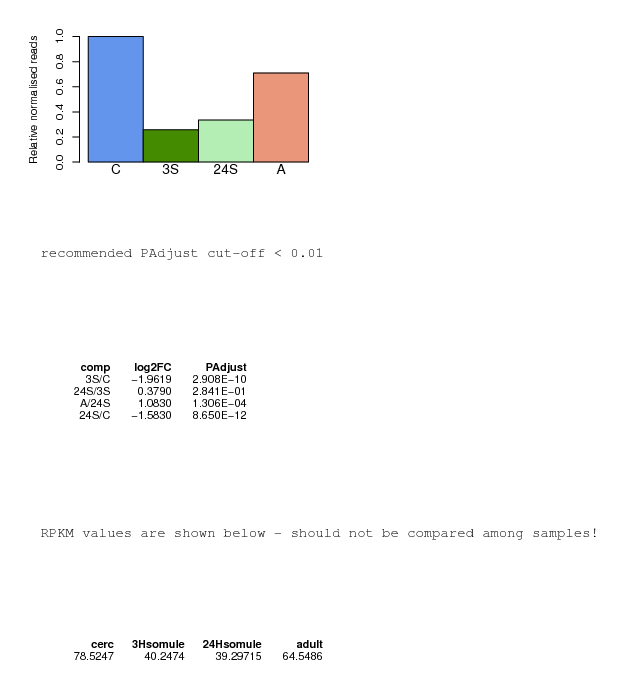 Relative normalised reads
1.0
0.8
0.6
0.4
0.2
0.0
C 3S 24S A
recommended PAdjust cut-off < 0.01
comp log2FC PAdjust
3S/C −1.9619 2.908E−10
24S/3S 0.3790 2.841E−01
A/24S 1.0830 1.306E−04
24S/C −1.5830 8.650E−12
RPKM values are shown below - should not be compared among samples!
cerc 3Hsomule 24Hsomule adult
78.5247 40.2474 39.29715 64.5486